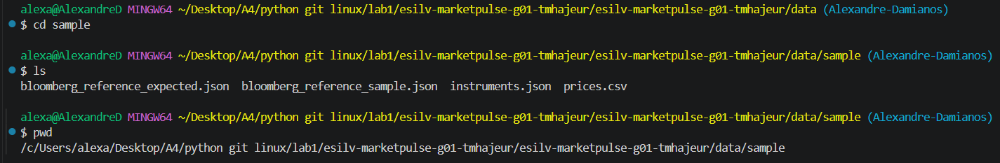 alexa@AlexandreD MINGW64 ~/Desktop/A4/python git linux/lab1/esilv-marketpulse-g01-tmhajeur/esilv-marketpulse-g01-tmhajeur/data (Alexandre-Damianos)
$ cd sample
alexa@AlexandreD MINGW64 ~/Desktop/A4/python git linux/lab1/esilv-marketpulse-g01-tmhajeur/esilv-marketpulse-g01-tmhajeur/data/sample (Alexandre-Damianos)
$ ls
bloomberg_reference_expected.json  bloomberg_reference_sample.json  instruments.json  prices.csv
alexa@AlexandreD MINGW64 ~/Desktop/A4/python git linux/lab1/esilv-marketpulse-g01-tmhajeur/esilv-marketpulse-g01-tmhajeur/data/sample (Alexandre-Damianos)
$ pwd
/c/Users/alexa/Desktop/A4/python git linux/lab1/esilv-marketpulse-g01-tmhajeur/esilv-marketpulse-g01-tmhajeur/data/sample